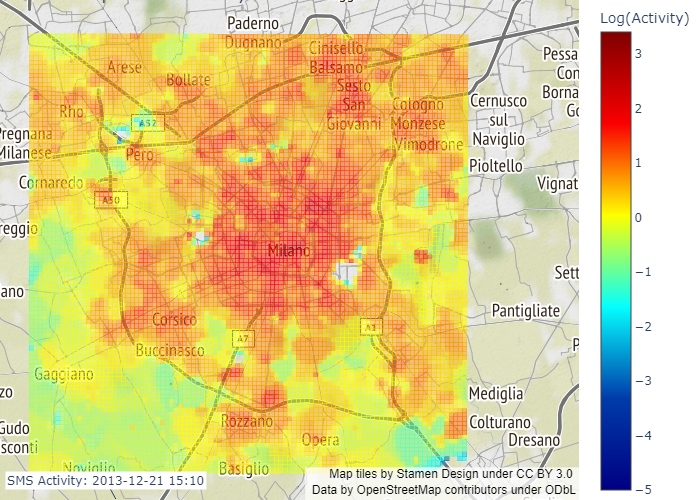 Log(Activity)
Paderno
Dugnano
Cinisello
Balsamo
Arese
Bollate
Sesto
San
Giovanni
Rho
A52
Cologno
Monzese
Vimodrone
Cernusco
sul
Naviglio
Pessa
Con
Borna
Go
Pregnana
Milanese
Pero
Pioltello
Cornaredo
A50
Vignat
reggio
Milano
Sett
ano
Pantigliate
Corsico
A7
A1
P
Buccinasco
Gaggiano
zo
Mediglia
Rozzano
Colturano
Gudo
sconti
Opera
Dresano
Noviglio
Basiglio
SMS Activity: 2013-12-21 15:10
Map tiles by Stamen Design under CC BY 3.0
Data by OpenStreetMap contributors under ODbL
3
2
1
0
−1
−2
−3
−4
−5